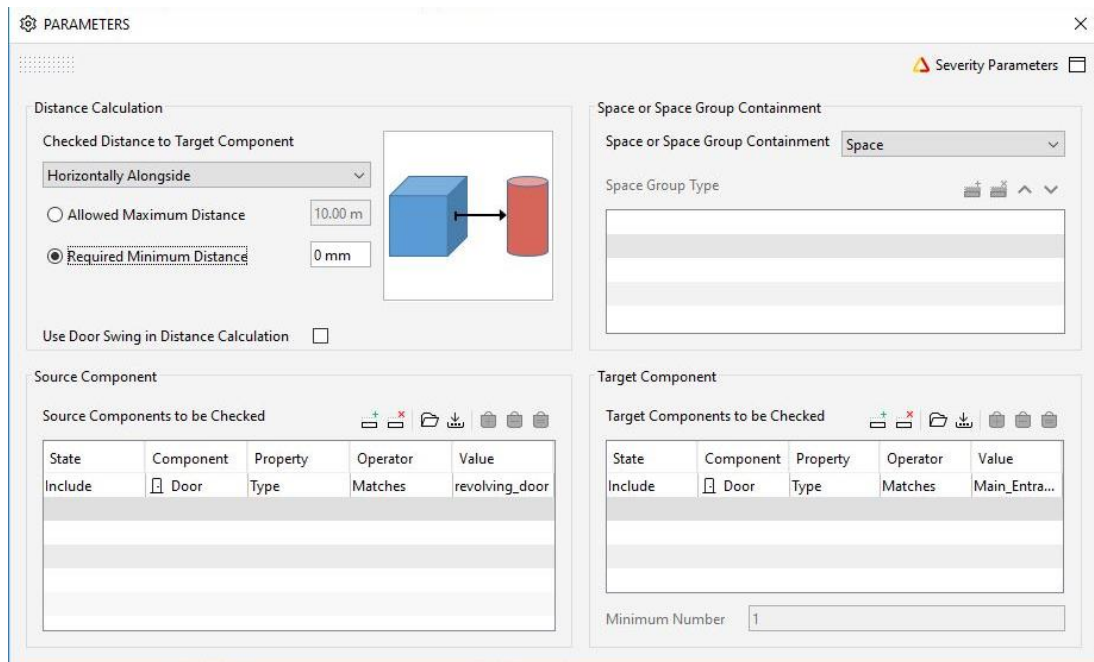 PARAMETERS
Severity Parameters
Distance Calculation
Checked Distance to Target Component
Horizontally Alongside
Allowed Maximum Distance 10.00 m
Required Minimum Distance 0 mm
Use Door Swing in Distance Calculation
Space or Space Group Containment
Space or Space Group Containment Space
Space Group Type
Source Component
Source Components to be Checked
State Component Property Operator Value
Include Door Type Matches revolving_door
Target Component
Target Components to be Checked
State Component Property Operator Value
Include Door Type Matches Main_Entra...
Minimum Number 1